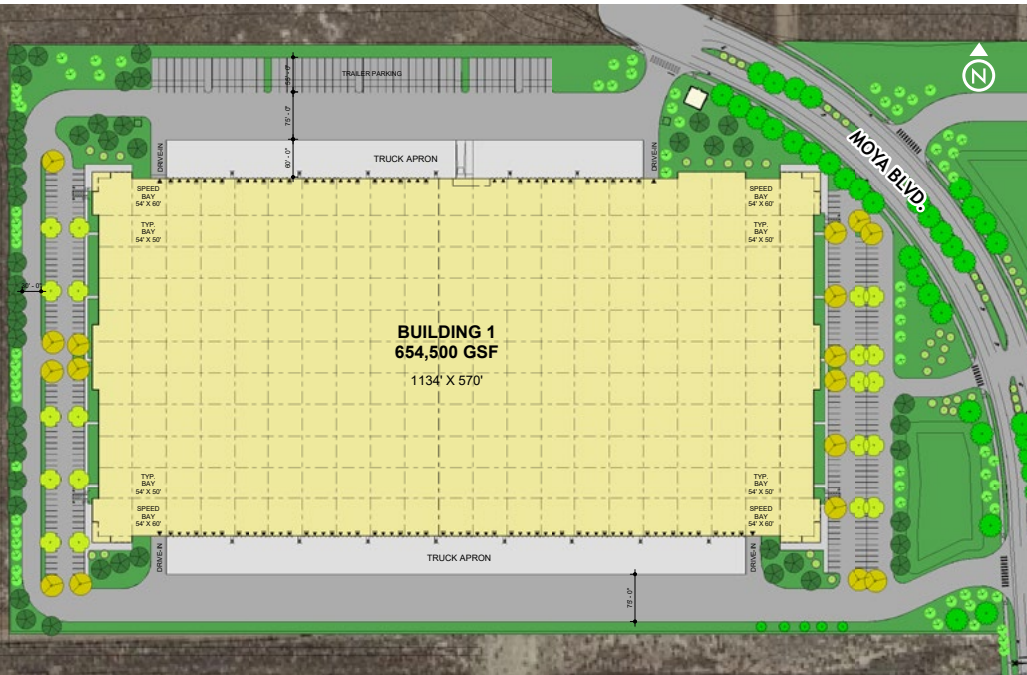 N
TRAILER PARKING
55' - 0"
75' - 0"
60' - 0"
TRUCK APRON
DRIVE-IN
DRIVE-IN
MOYA BLVD.
SPEED
BAY
54' X 60'
TYP.
BAY
54' X 50'
SPEED
BAY
54' X 60'
TYP.
BAY
54' X 50'
BUILDING 1
654,500 GSF
1134' X 570'
TYP.
BAY
54' X 50'
SPEED
BAY
54' X 60'
TYP.
BAY
54' X 50'
SPEED
BAY
54' X 60'
DRIVE-IN
TRUCK APRON
DRIVE-IN
75' - 0"